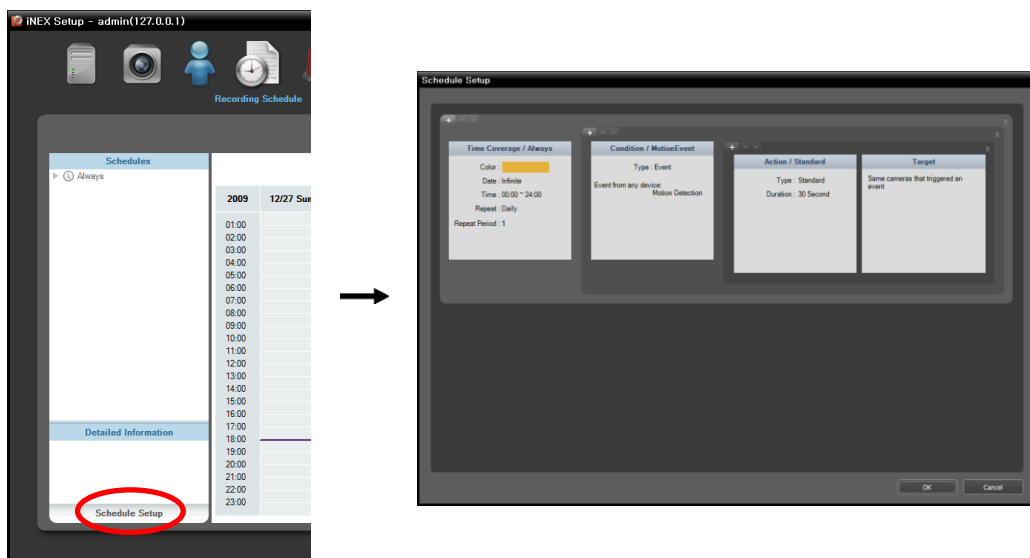 iNEX Setup - admin(127.0.0.1)
Recording Schedule
Schedules
Always
2009 12/27 Sun
01:00
02:00
03:00
04:00
05:00
06:00
07:00
08:00
09:00
10:00
11:00
12:00
13:00
14:00
15:00
16:00
17:00
18:00
19:00
20:00
21:00
22:00
23:00
Detailed Information
Schedule Setup
Schedule Setup
Time Coverage / Always
Color :
Date : Infinite
Time : 00:00 ~ 24:00
Repeat : Daily
Repeat Period : 1
Condition / MotionEvent
Type : Event
Event from any device:
Motion Detection
Action / Standard
Type : Standard
Duration : 30 Second
Target
Same cameras that triggered an
event
OK Cancel